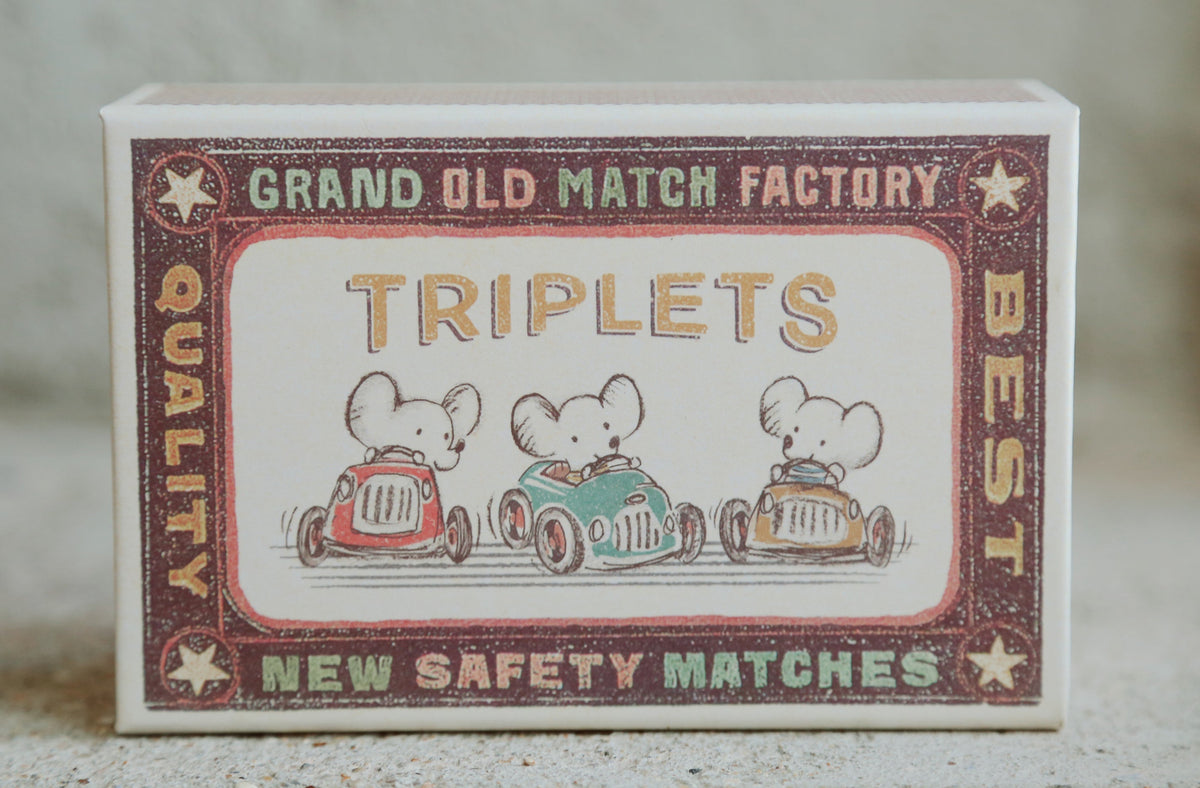 GRAND OLD MATCH FACTORY
TRIPLETS
QUALITY
BEST
NEW SAFETY MATCHES